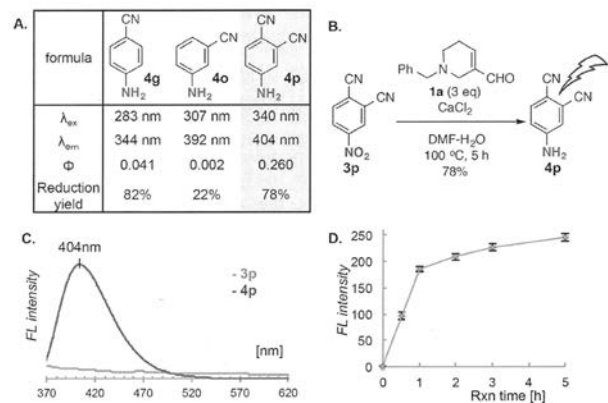 A.
formula
CN
NH₂
4g
CN
NH₂
4o
CN
CN
NH₂
4p
λex 283 nm 307 nm 340 nm
λem 344 nm 392 nm 404 nm
Φ 0.041 0.002 0.260
Reduction yield 82% 22% 78%
B.
CN
CN
NO₂
3p
Ph
N
CHO
1a (3 eq)
CaCl₂
DMF-H₂O
100 °C, 5 h
78%
CN
CN
NH₂
4p
C.
404nm
- 3p
- 4p
[nm]
FL intensity
370 420 470 520 570 620
D.
FL intensity
250
200
150
100
50
0
0 1 2 3 4 5
Rxn time [h]